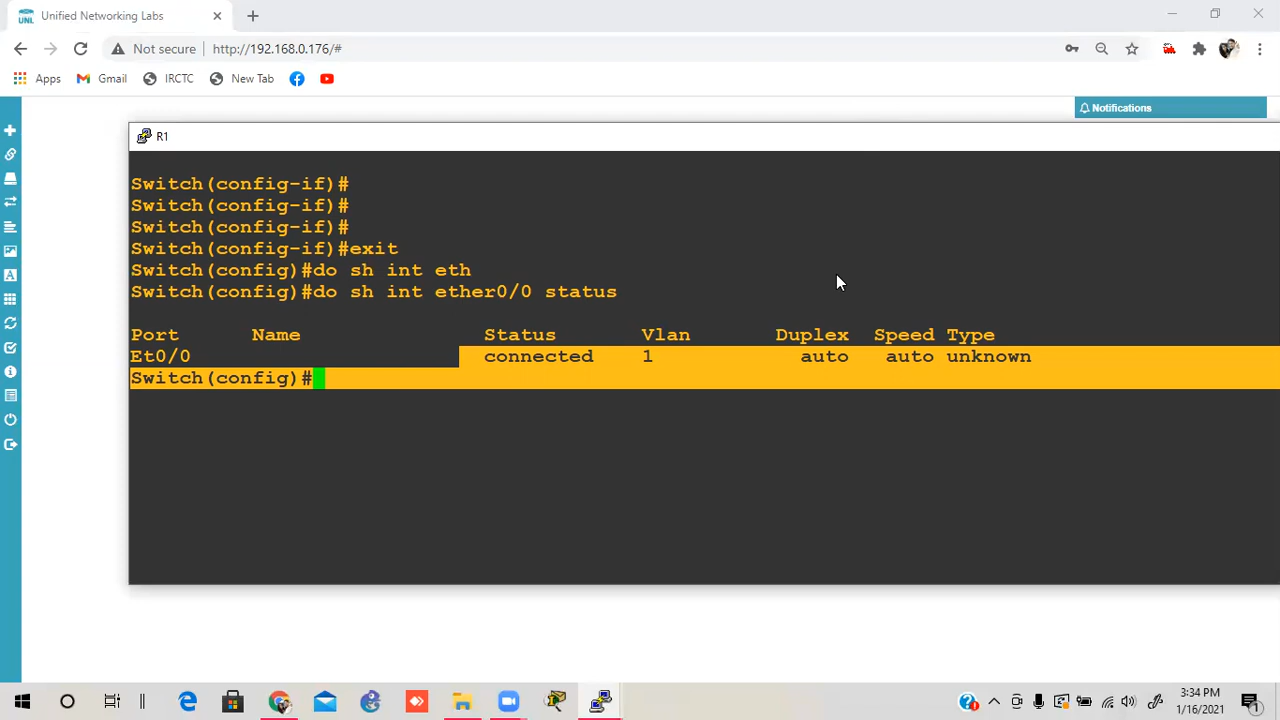 Unified Networking Labs
Not secure
http://192.168.0.176/#
Apps
Gmail
IRCTC
New Tab
Notifications
R1
Switch(config-if)#
Switch(config-if)#
Switch(config-if)#
Switch(config-if)#exit
Switch(config)#do sh int eth
Switch(config)#do sh int ether0/0 status
Port Name Status Vlan Duplex Speed Type
Et0/0 connected 1 auto auto unknown
Switch(config)#
3:34 PM
1/16/2021